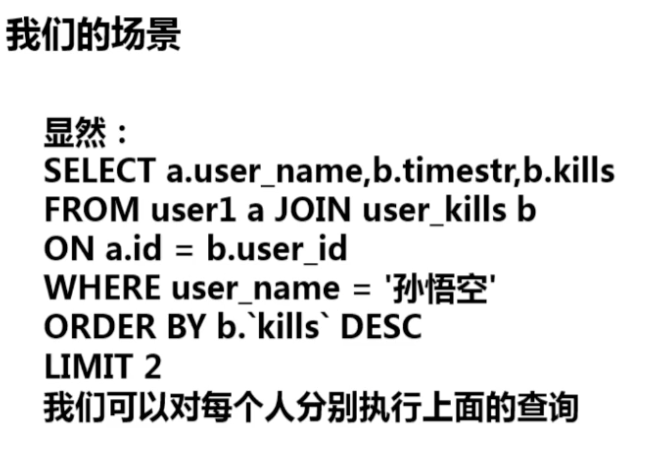 我们的场景
显然：
SELECT a.user_name,b.timestr,b.kills
FROM user1 a JOIN user_kills b
ON a.id = b.user_id
WHERE user_name = '孙悟空'
ORDER BY b.`kills` DESC
LIMIT 2
我们可以对每个人分别执行上面的查询